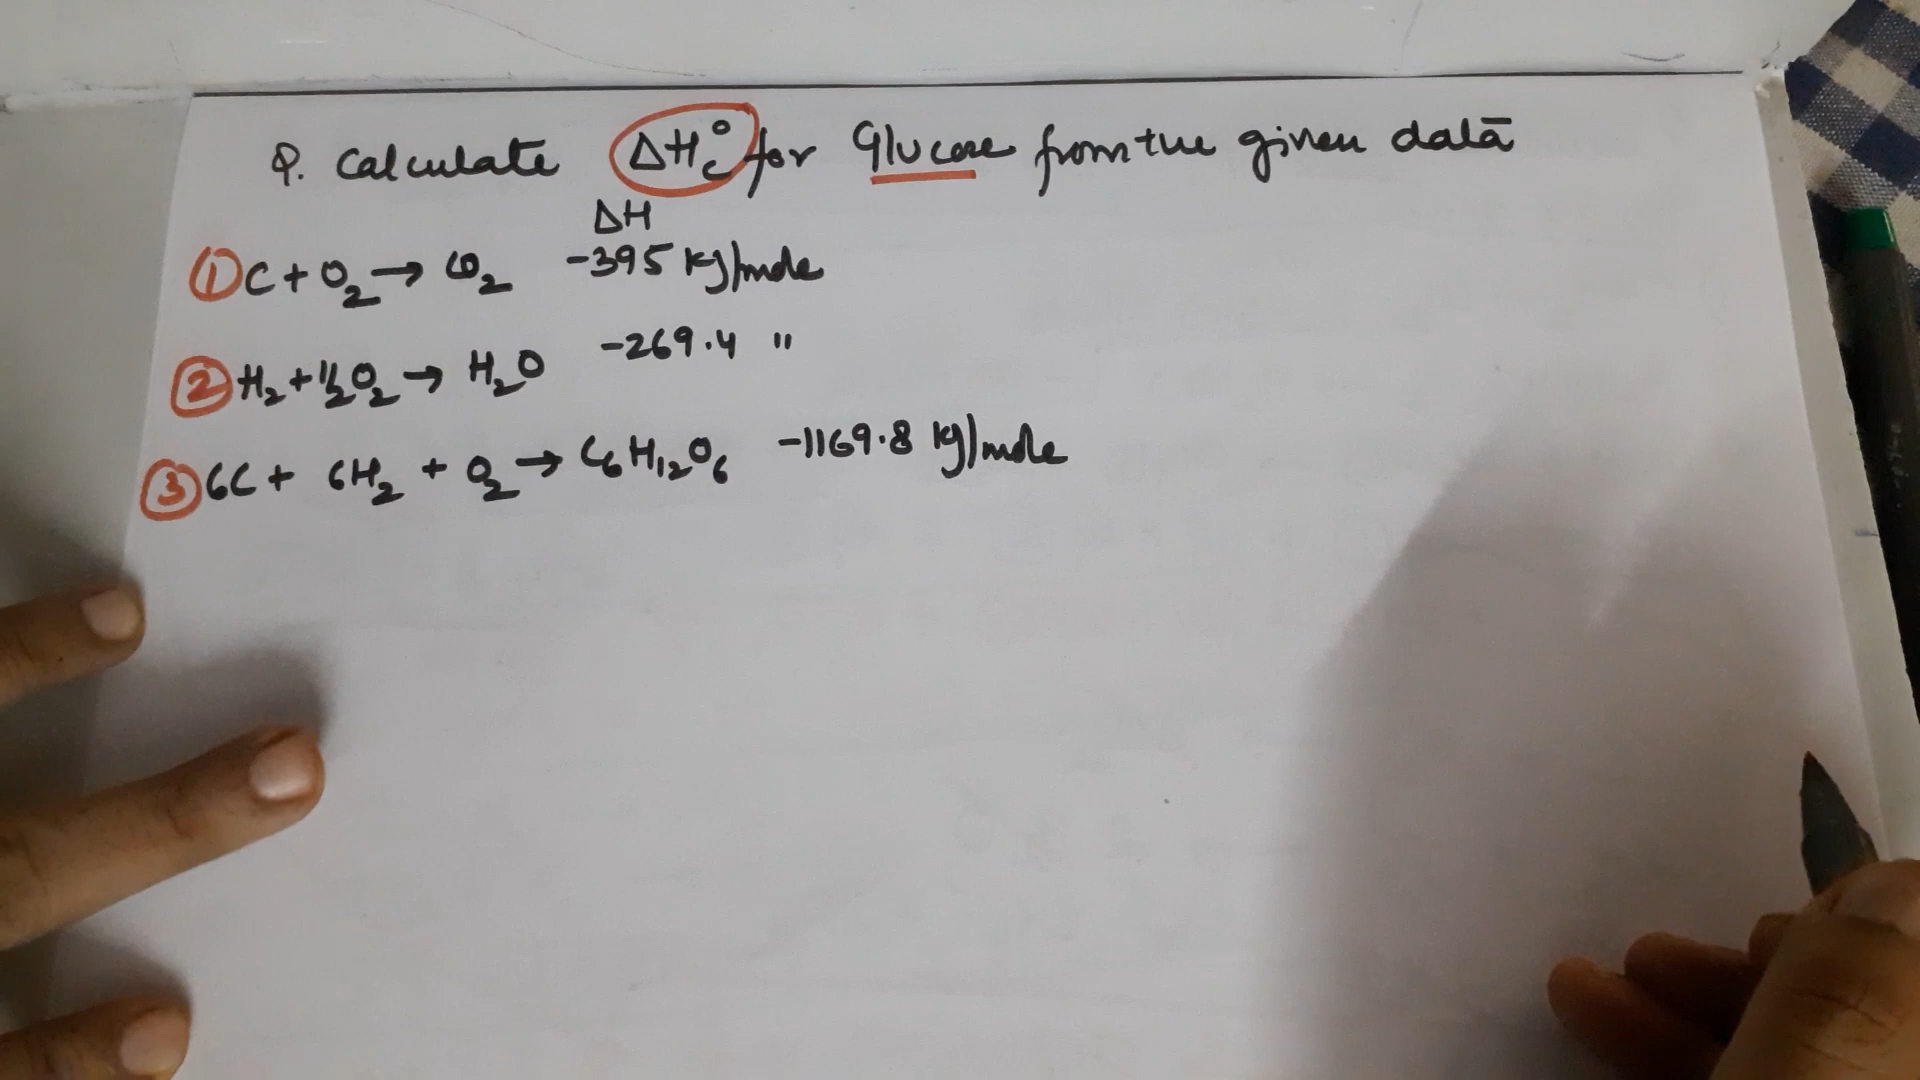 Q. Calculate ΔH°c for Glucose from the given data
ΔH
① C + O₂ → CO₂ -395 kJ/mole
② H₂ + ½O₂ → H₂O -269.4 "
③ 6C + 6H₂ + O₂ → C₆H₁₂O₆ -1169.8 kJ/mole